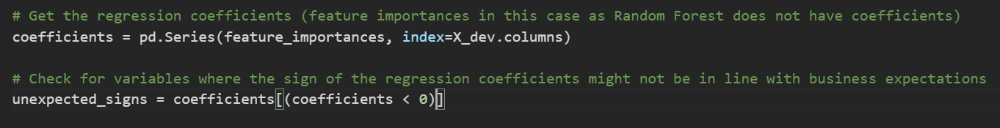 # Get the regression coefficients (feature importances in this case as Random Forest does not have coefficients)
coefficients = pd.Series(feature_importances, index=X_dev.columns)
# Check for variables where the sign of the regression coefficients might not be in line with business expectations
unexpected_signs = coefficients[(coefficients < 0)]